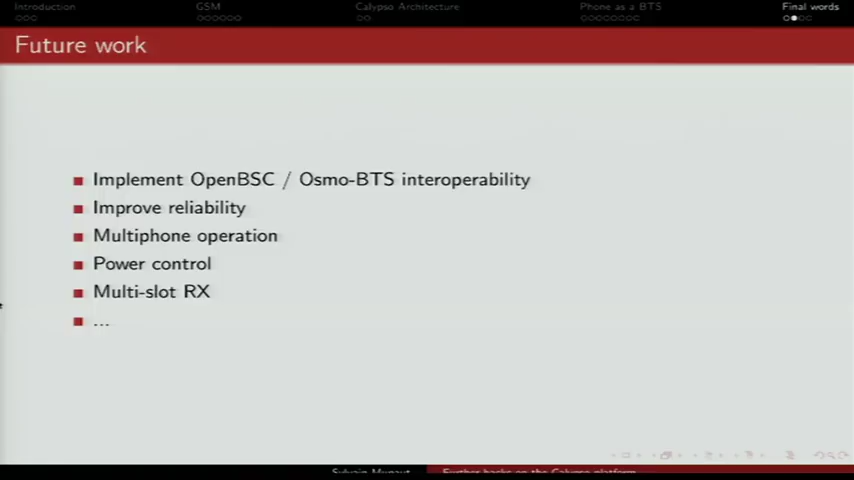 Introduction
GSM
Calypso Architecture
Phone as a BTS
Final words
Future work
Implement OpenBSC / Osmo-BTS interoperability
Improve reliability
Multiphone operation
Power control
Multi-slot RX
...
Sylvain Munaut
Further hacks on the Calypso platform